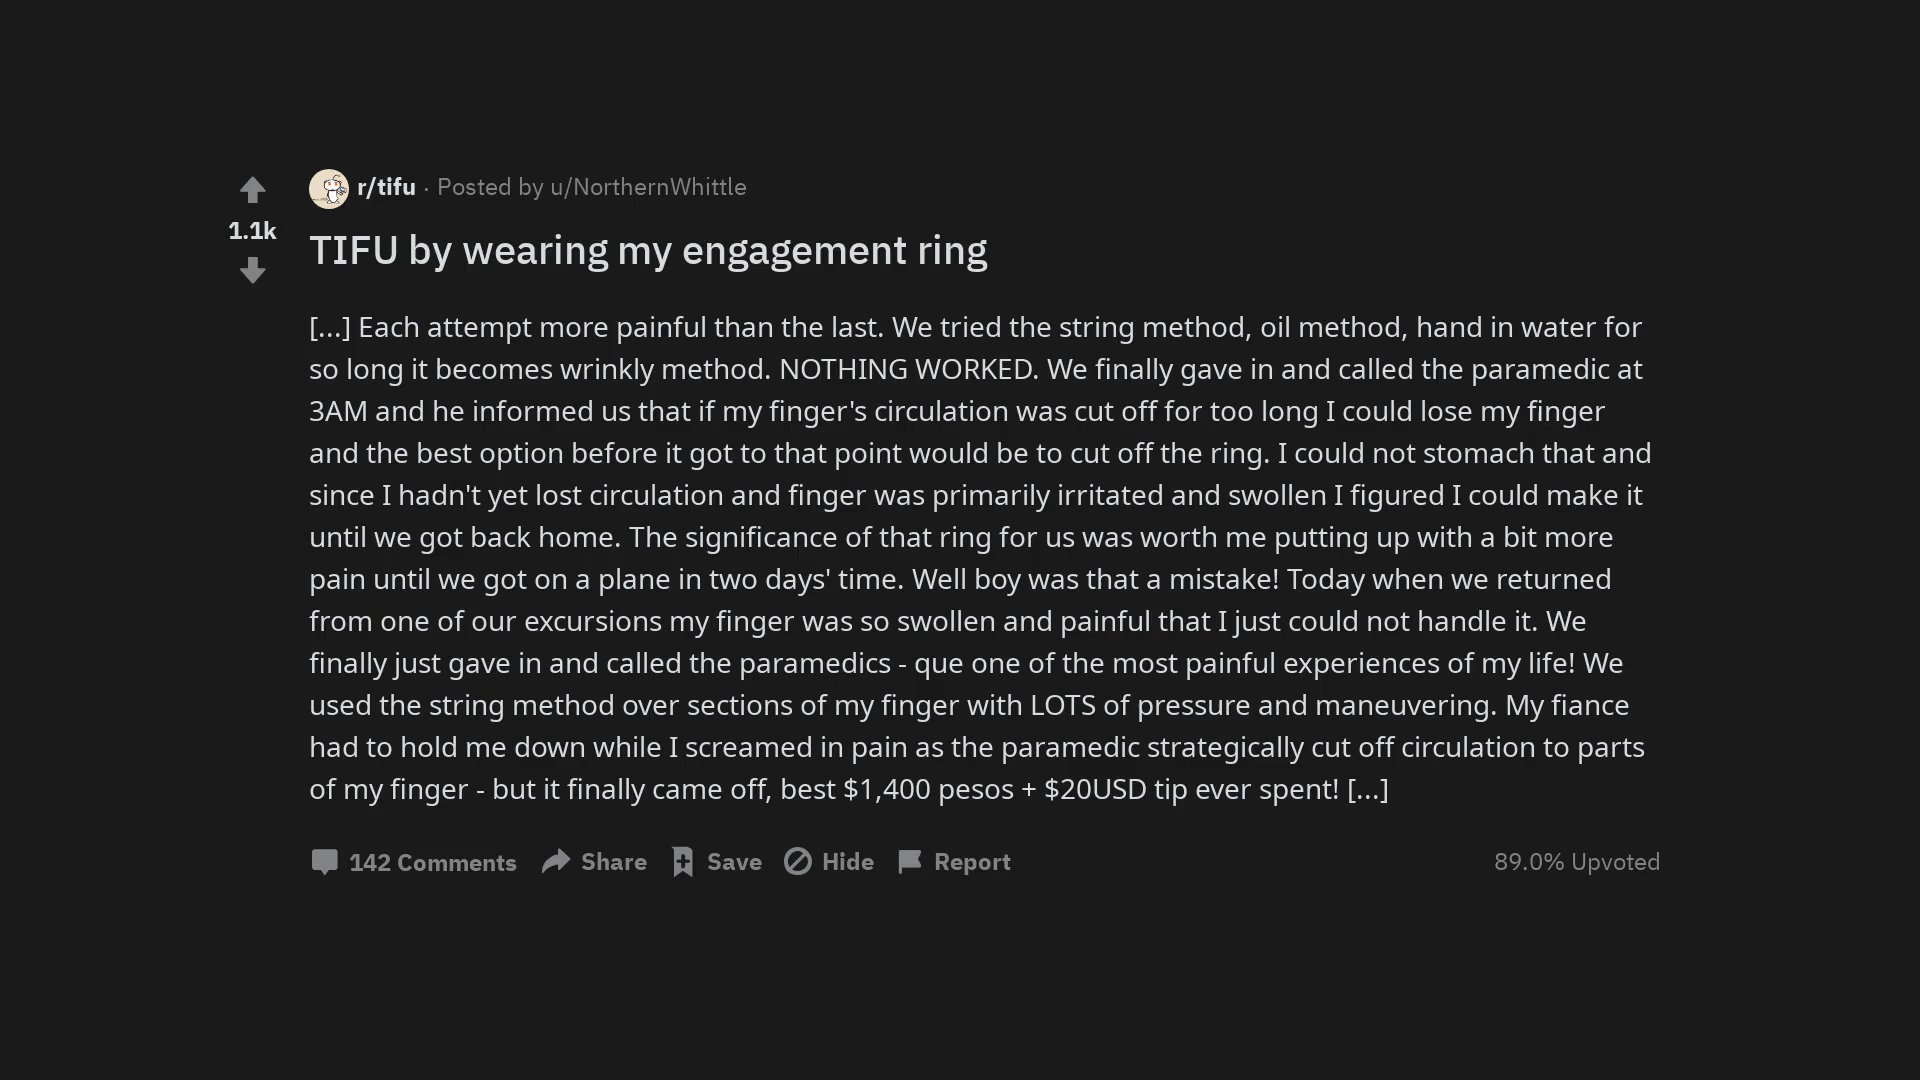 r/tifu · Posted by u/NorthernWhittle
1.1k
TIFU by wearing my engagement ring
[...] Each attempt more painful than the last. We tried the string method, oil method, hand in water for
so long it becomes wrinkly method. NOTHING WORKED. We finally gave in and called the paramedic at
3AM and he informed us that if my finger's circulation was cut off for too long I could lose my finger
and the best option before it got to that point would be to cut off the ring. I could not stomach that and
since I hadn't yet lost circulation and finger was primarily irritated and swollen I figured I could make it
until we got back home. The significance of that ring for us was worth me putting up with a bit more
pain until we got on a plane in two days' time. Well boy was that a mistake! Today when we returned
from one of our excursions my finger was so swollen and painful that I just could not handle it. We
finally just gave in and called the paramedics - que one of the most painful experiences of my life! We
used the string method over sections of my finger with LOTS of pressure and maneuvering. My fiance
had to hold me down while I screamed in pain as the paramedic strategically cut off circulation to parts
of my finger - but it finally came off, best $1,400 pesos + $20USD tip ever spent! [...]
142 Comments Share Save Hide Report 89.0% Upvoted